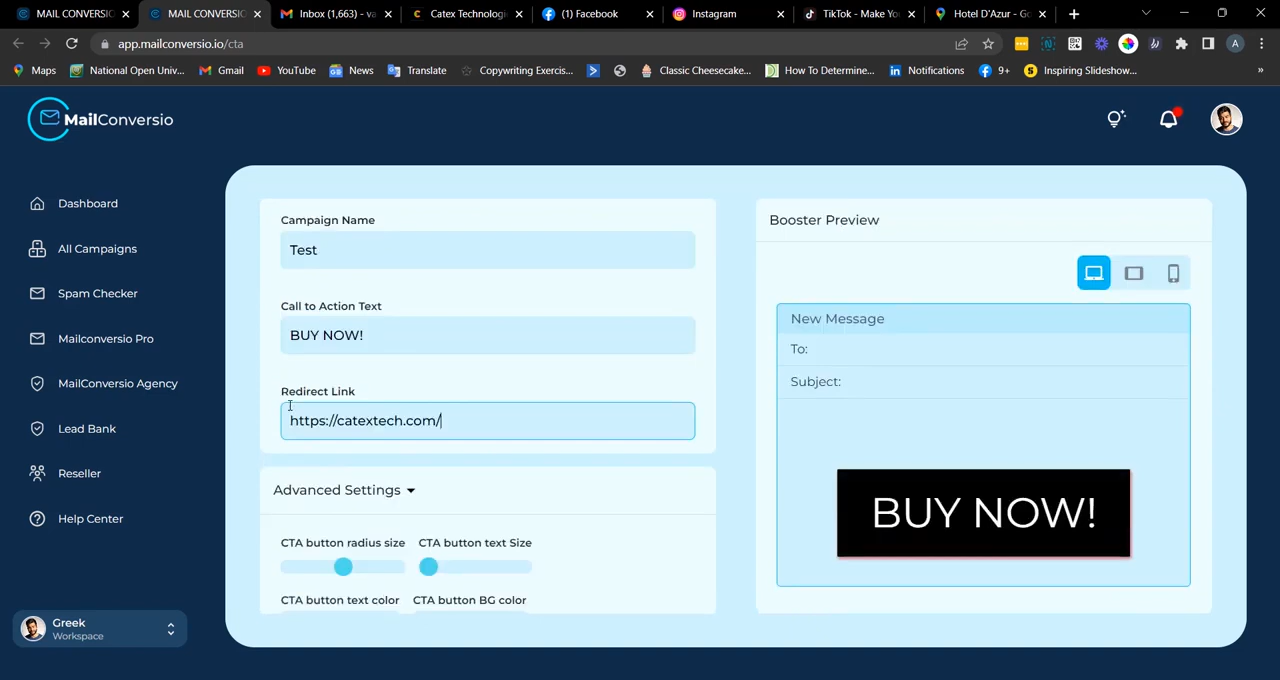 MAIL CONVERSIO
MAIL CONVERSIO
Inbox (1,663) - va
Catex Technologi
(1) Facebook
Instagram
TikTok - Make Yo
Hotel D'Azur - Go
app.mailconversio.io/cta
A
Maps
National Open Univ...
Gmail
YouTube
News
Translate
Copywriting Exercis...
Classic Cheesecake...
How To Determine...
Notifications
9+
Inspiring Slideshow...
»
MailConversio
Dashboard
All Campaigns
Spam Checker
Mailconversio Pro
MailConversio Agency
Lead Bank
Reseller
Help Center
Greek
Workspace
Campaign Name
Test
Call to Action Text
BUY NOW!
Redirect Link
https://catextech.com/
Advanced Settings
CTA button radius size
CTA button text Size
CTA button text color
CTA button BG color
Booster Preview
New Message
To:
Subject:
BUY NOW!